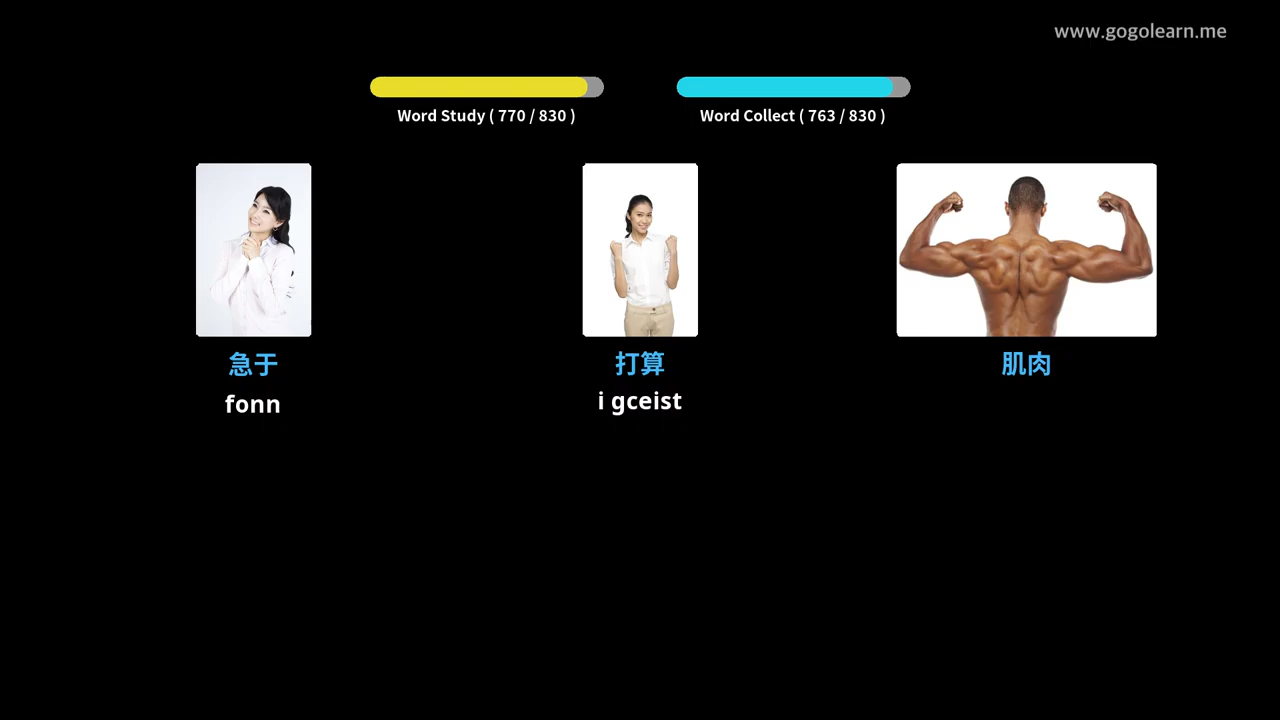 www.gogolearn.me
Word Study ( 770 / 830 )
Word Collect ( 763 / 830 )
急于
打算
肌肉
fonn
i gceist